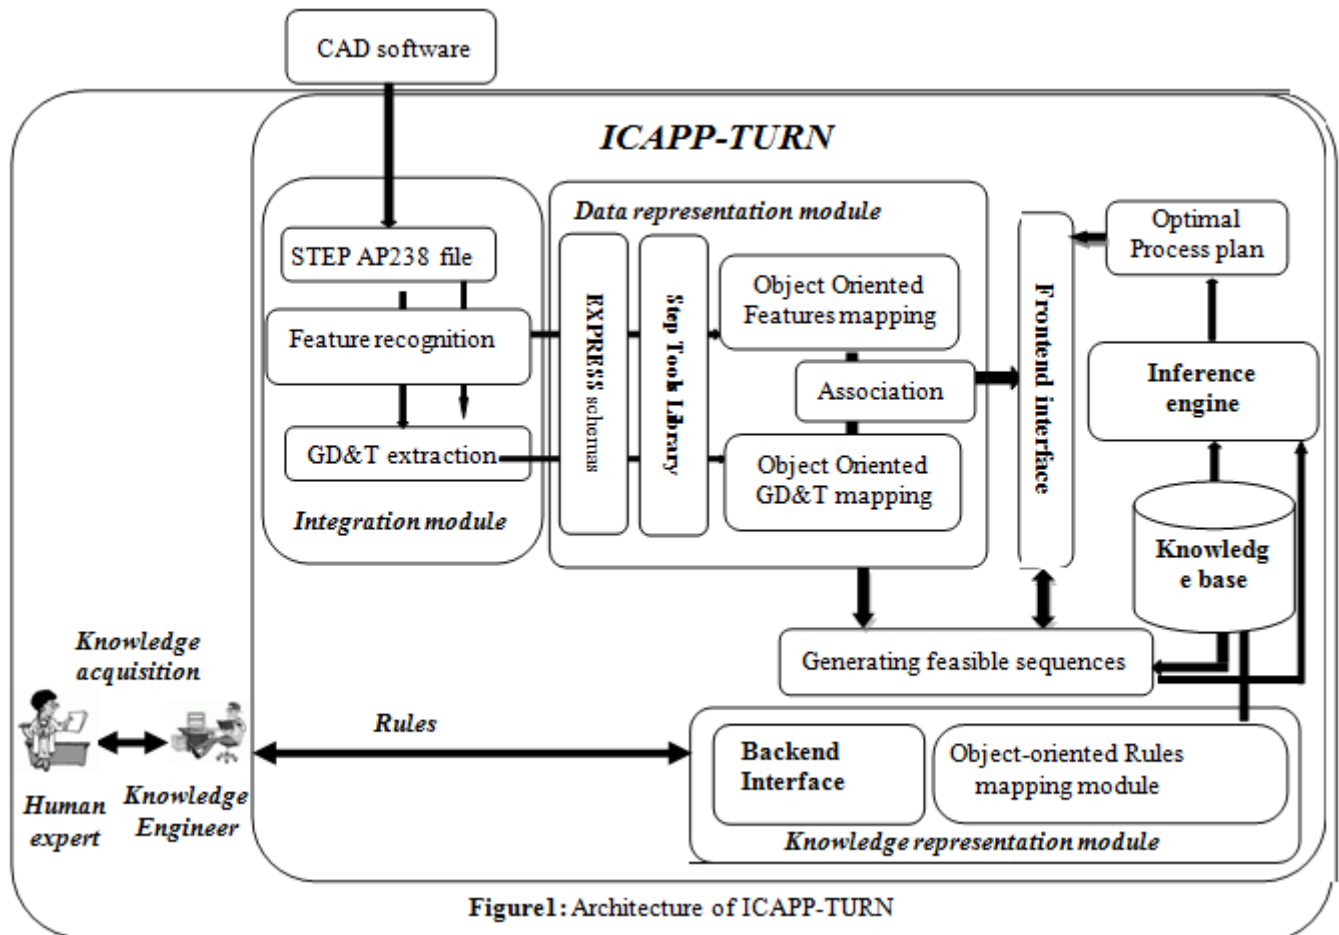 CAD software
ICAPP-TURN
Data representation module
STEP AP238 file
Feature recognition
GD&T extraction
Integration module
EXPRESS schemas
Step Tools Library
Object Oriented
Features mapping
Association
Object Oriented
GD&T mapping
Frontend interface
Optimal
Process plan
Inference
engine
Knowledg
e base
Generating feasible sequences
Knowledge
acquisition
Human
expert
Knowledge
Engineer
Rules
Backend
Interface
Object-oriented Rules
mapping module
Knowledge representation module
Figure1: Architecture of ICAPP-TURN